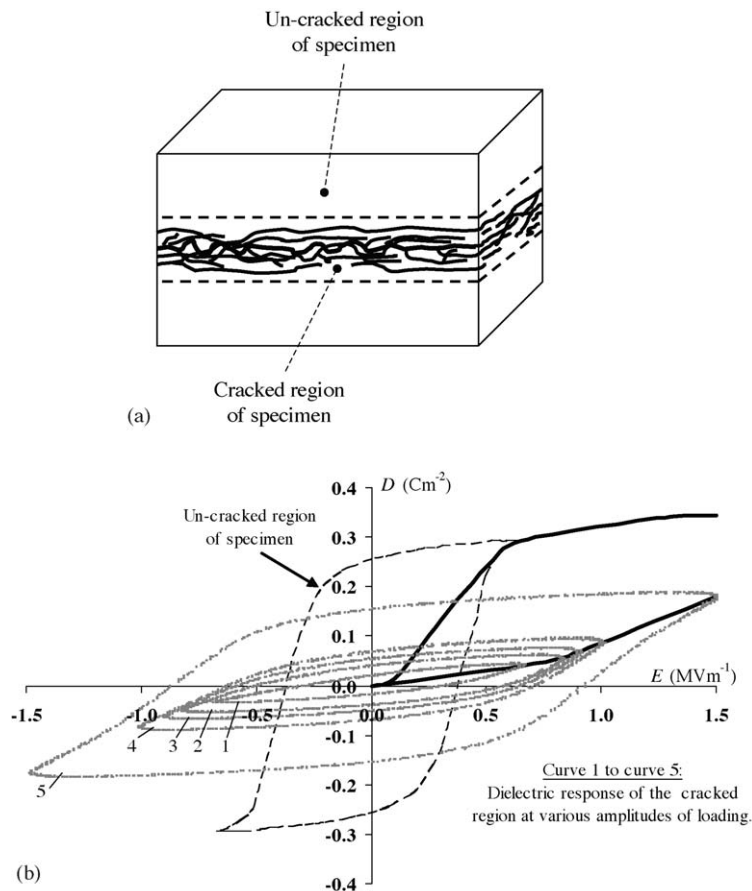 Un-cracked region
of specimen
Cracked region
of specimen
(a)
0.4
D (Cm⁻²)
Un-cracked region
of specimen
0.3
0.2
0.1
0.0
E (MVm⁻¹)
-1.5
-1.0
-0.5
0.0
0.5
1.0
1.5
-0.1
4
3
2
1
5
-0.2
Curve 1 to curve 5:
Dielectric response of the cracked
region at various amplitudes of loading.
-0.3
(b)
-0.4